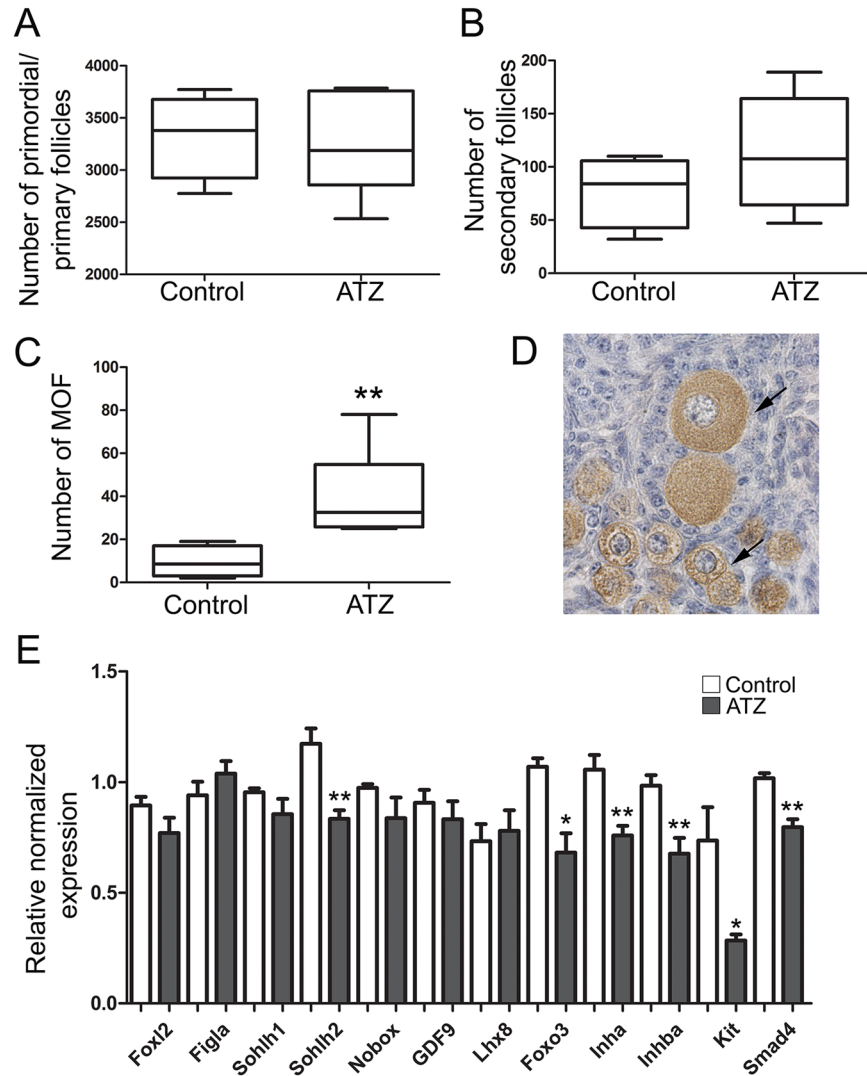 A
Number of primordial/
primary follicles
4000
3500
3000
2500
2000
Control
ATZ
B
Number of
secondary follicles
200
150
100
50
0
Control
ATZ
C
Number of MOF
100
80
60
40
20
0
**
Control
ATZ
D
E
Relative normalized
expression
1.5
1.0
0.5
0.0
Control
ATZ
**
*
**
**
*
**
Foxl2
Figla
Sohlh1
Sohlh2
Nobox
GDF9
Lhx8
Foxo3
Inha
Inhba
Kit
Smad4